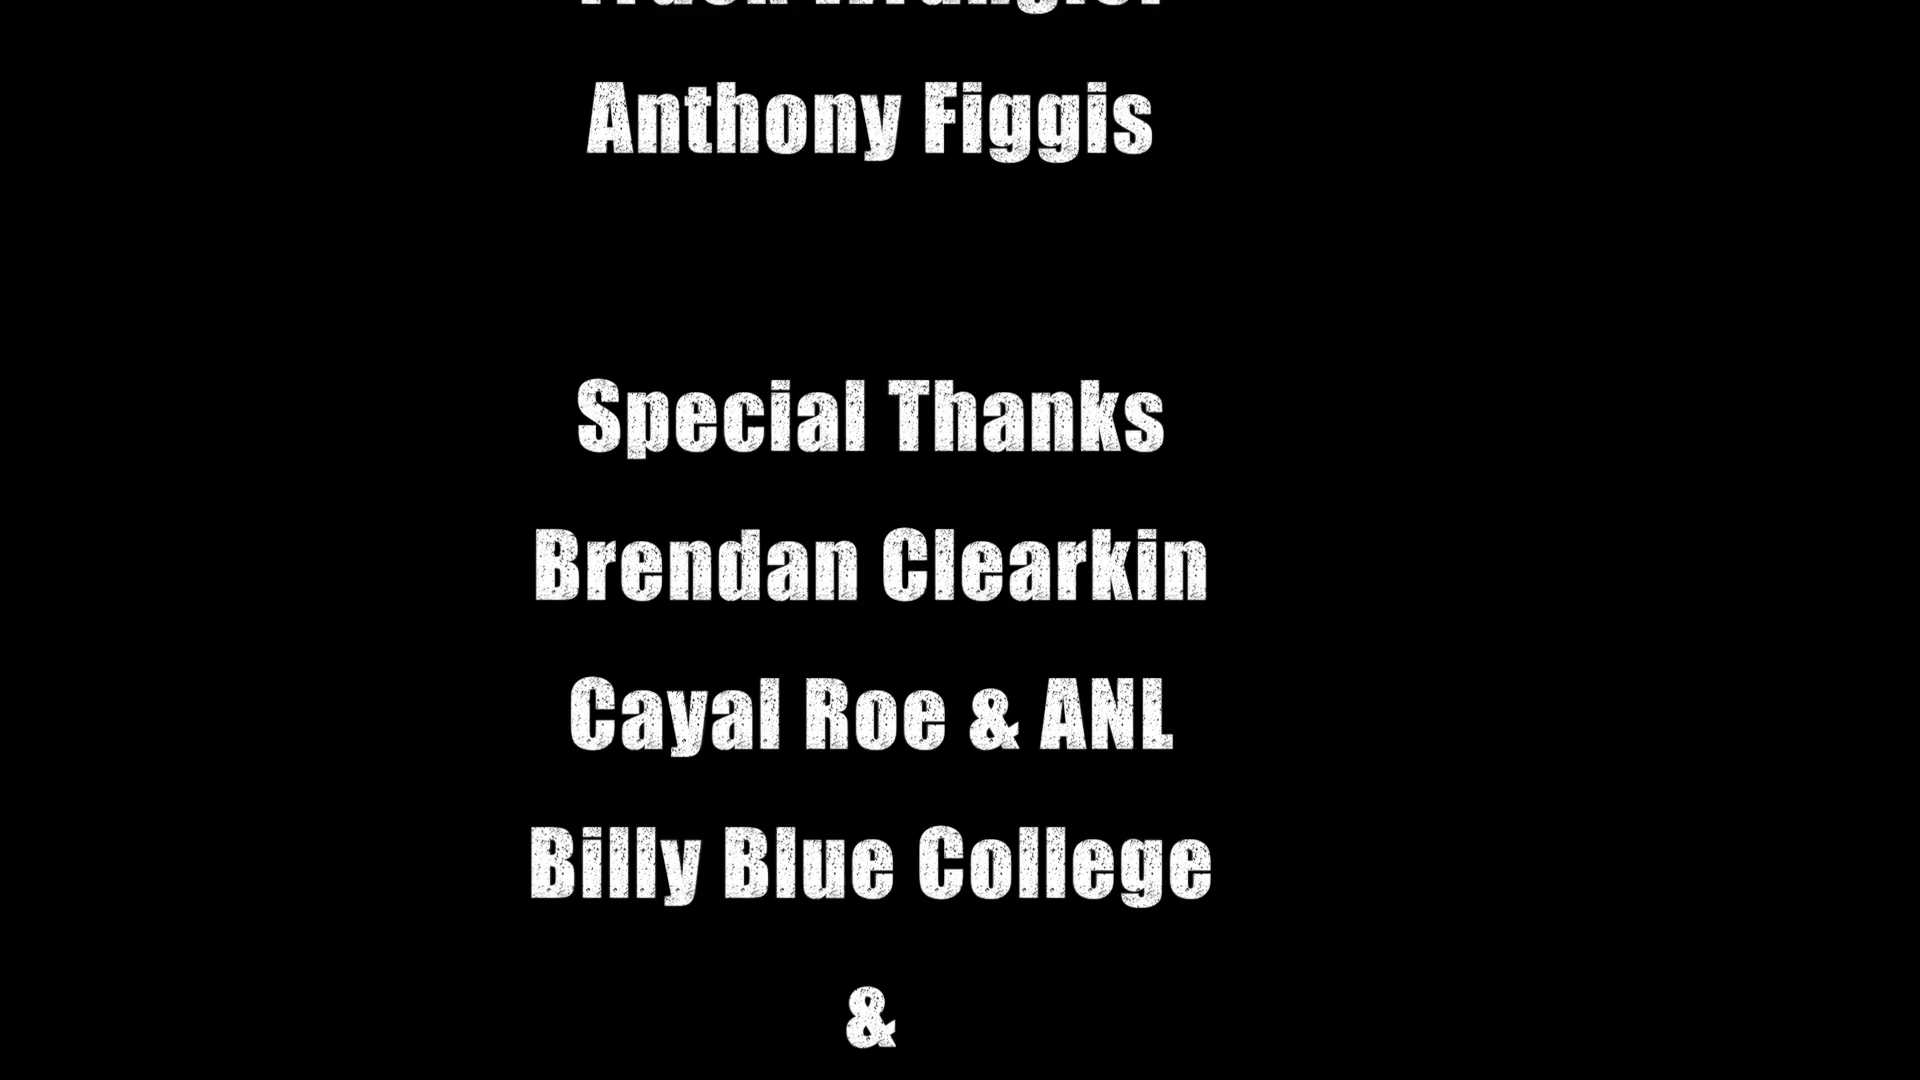 Anthony Figgis
Special Thanks
Brendan Clearkin
Cayal Roe & ANL
Billy Blue College
&